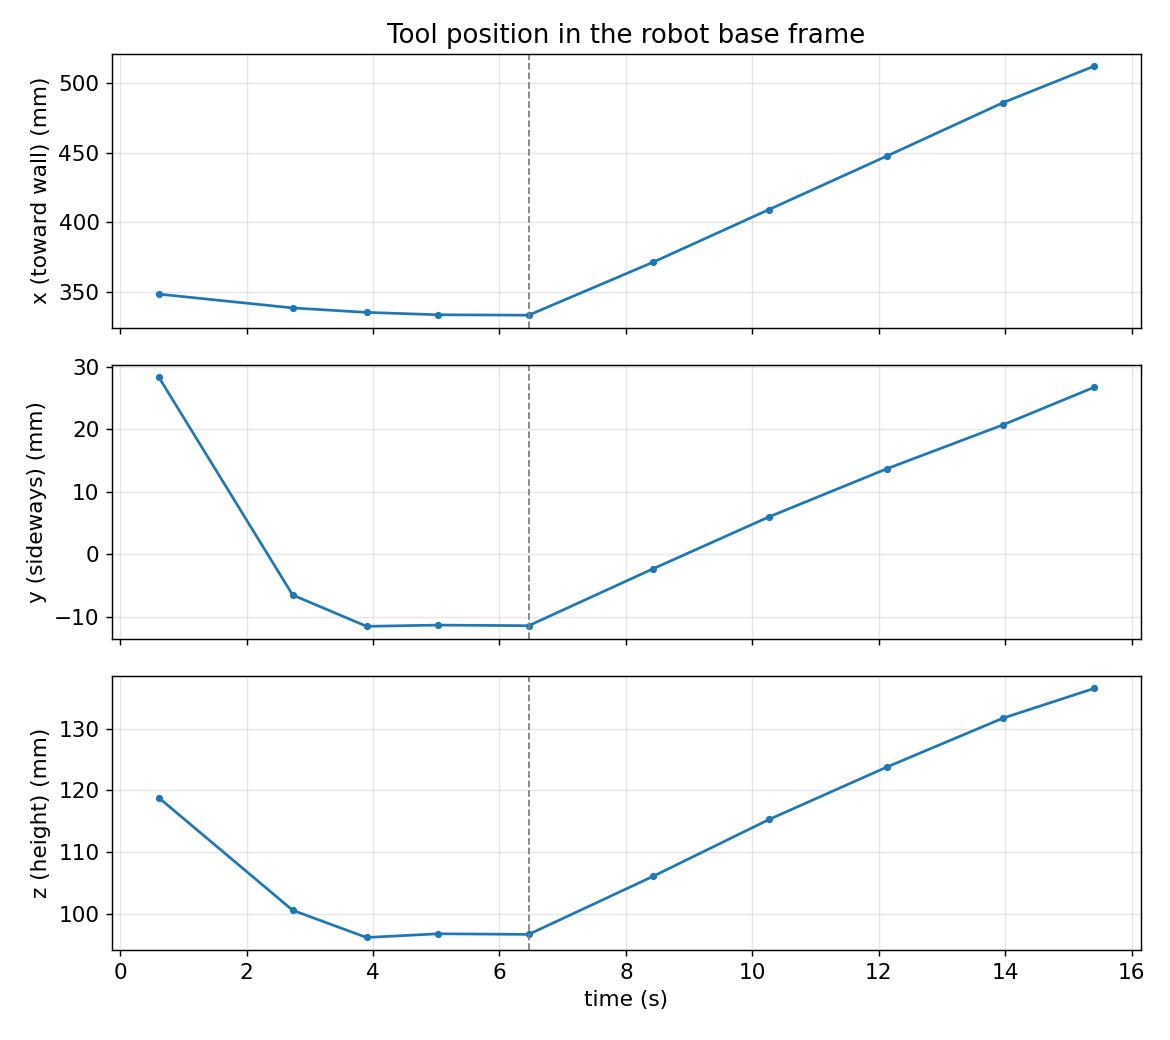 Tool position in the robot base frame
x (toward wall) (mm)
500
450
400
350
y (sideways) (mm)
30
20
10
0
−10
z (height) (mm)
130
120
110
100
0 2 4 6 8 10 12 14 16
time (s)